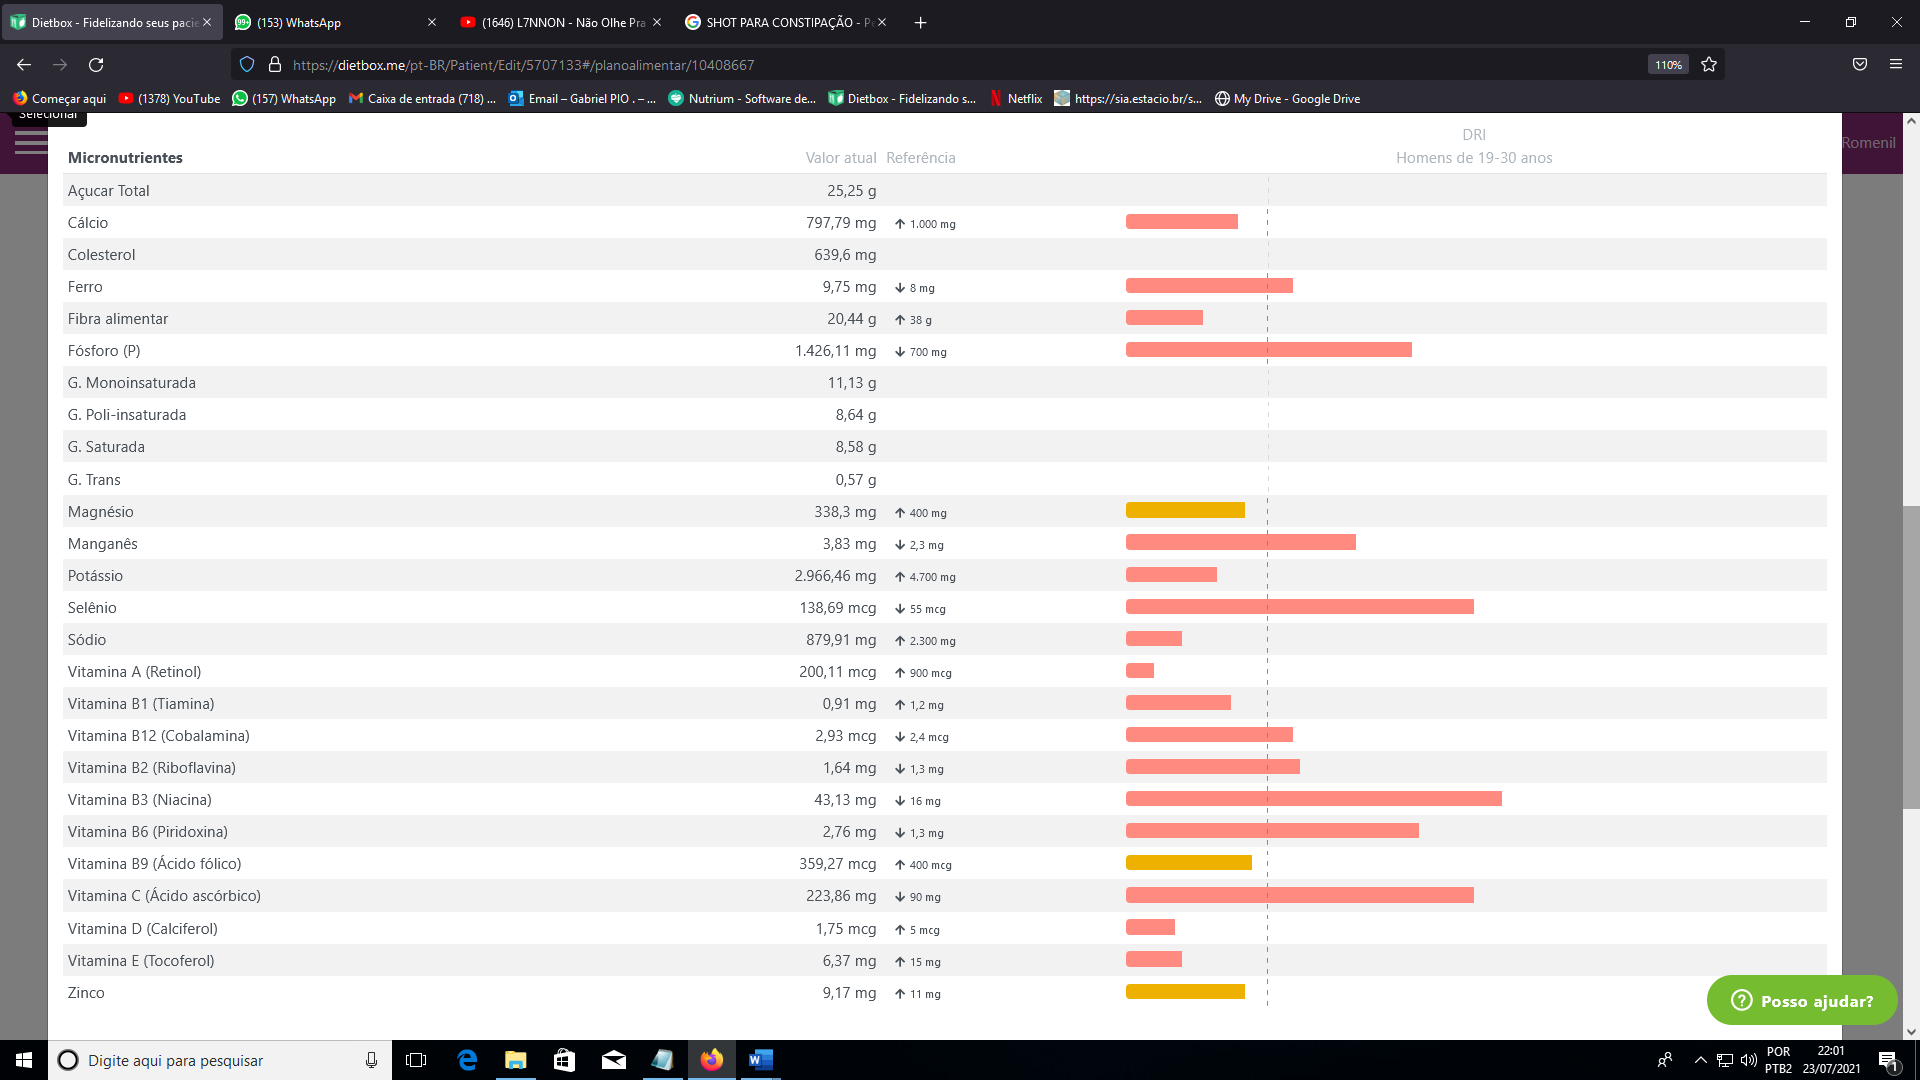 Dietbox - Fidelizando seus pacie
(153) WhatsApp
(1646) L7NNON - Não Olhe Pra
SHOT PARA CONSTIPAÇÃO - Pe
https://dietbox.me/pt-BR/Patient/Edit/5707133#/planoalimentar/10408667
110%
Começar aqui
(1378) YouTube
(157) WhatsApp
Caixa de entrada (718) ...
Email – Gabriel PIO . – ...
Nutrium - Software de...
Dietbox - Fidelizando s...
Netflix
https://sia.estacio.br/s...
My Drive - Google Drive
Selecionar
Romenil
DRI
Micronutrientes Valor atual Referência Homens de 19-30 anos
Açucar Total 25,25 g
Cálcio 797,79 mg ↑ 1.000 mg
Colesterol 639,6 mg
Ferro 9,75 mg ↓ 8 mg
Fibra alimentar 20,44 g ↑ 38 g
Fósforo (P) 1.426,11 mg ↓ 700 mg
G. Monoinsaturada 11,13 g
G. Poli-insaturada 8,64 g
G. Saturada 8,58 g
G. Trans 0,57 g
Magnésio 338,3 mg ↑ 400 mg
Manganês 3,83 mg ↓ 2,3 mg
Potássio 2.966,46 mg ↑ 4.700 mg
Selênio 138,69 mcg ↓ 55 mcg
Sódio 879,91 mg ↑ 2.300 mg
Vitamina A (Retinol) 200,11 mcg ↑ 900 mcg
Vitamina B1 (Tiamina) 0,91 mg ↑ 1,2 mg
Vitamina B12 (Cobalamina) 2,93 mcg ↓ 2,4 mcg
Vitamina B2 (Riboflavina) 1,64 mg ↓ 1,3 mg
Vitamina B3 (Niacina) 43,13 mg ↓ 16 mg
Vitamina B6 (Piridoxina) 2,76 mg ↓ 1,3 mg
Vitamina B9 (Ácido fólico) 359,27 mcg ↑ 400 mcg
Vitamina C (Ácido ascórbico) 223,86 mg ↓ 90 mg
Vitamina D (Calciferol) 1,75 mcg ↑ 5 mcg
Vitamina E (Tocoferol) 6,37 mg ↑ 15 mg
Zinco 9,17 mg ↑ 11 mg
Posso ajudar?
Digite aqui para pesquisar
POR
PTB2
22:01
23/07/2021
1